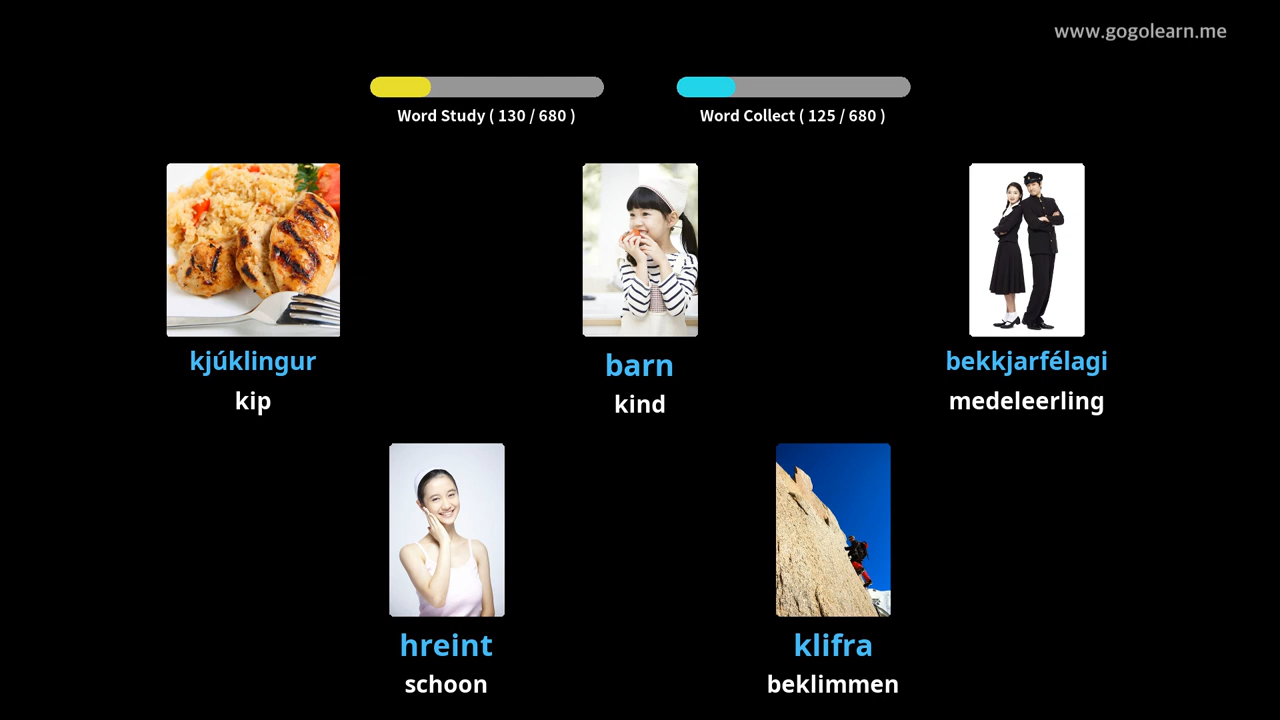 www.gogolearn.me
Word Study ( 130 / 680 )
Word Collect ( 125 / 680 )
kjúklingur
kip
barn
kind
bekkjarfélagi
medeleerling
hreint
schoon
klifra
beklimmen